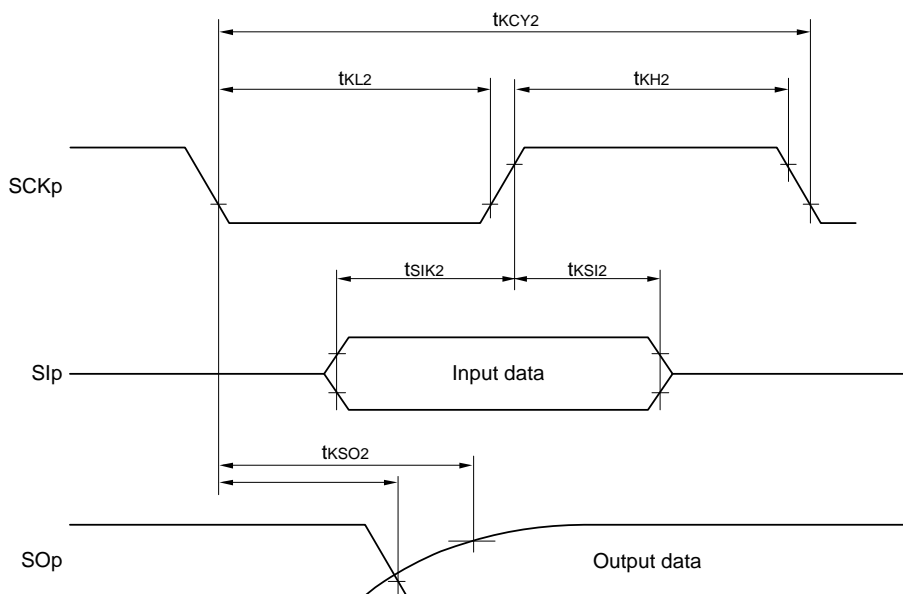 tKCY2
tKL2
tKH2
SCKp
tSIK2
tKSI2
SIp
Input data
tKSO2
SOp
Output data